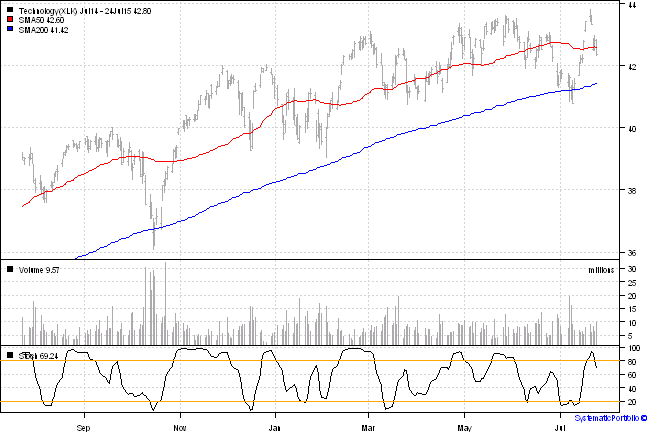 Technology(XLK) Jul14 - 24Jul15 42.80
SMA50 42.60
SMA200 41.42
44
42
40
38
36
Volume 9.57
millions
30
25
20
15
10
5
69.24
100
80
60
40
20
Sep
Nov
Jan
Mar
May
Jul
SystematicPortfolio ©